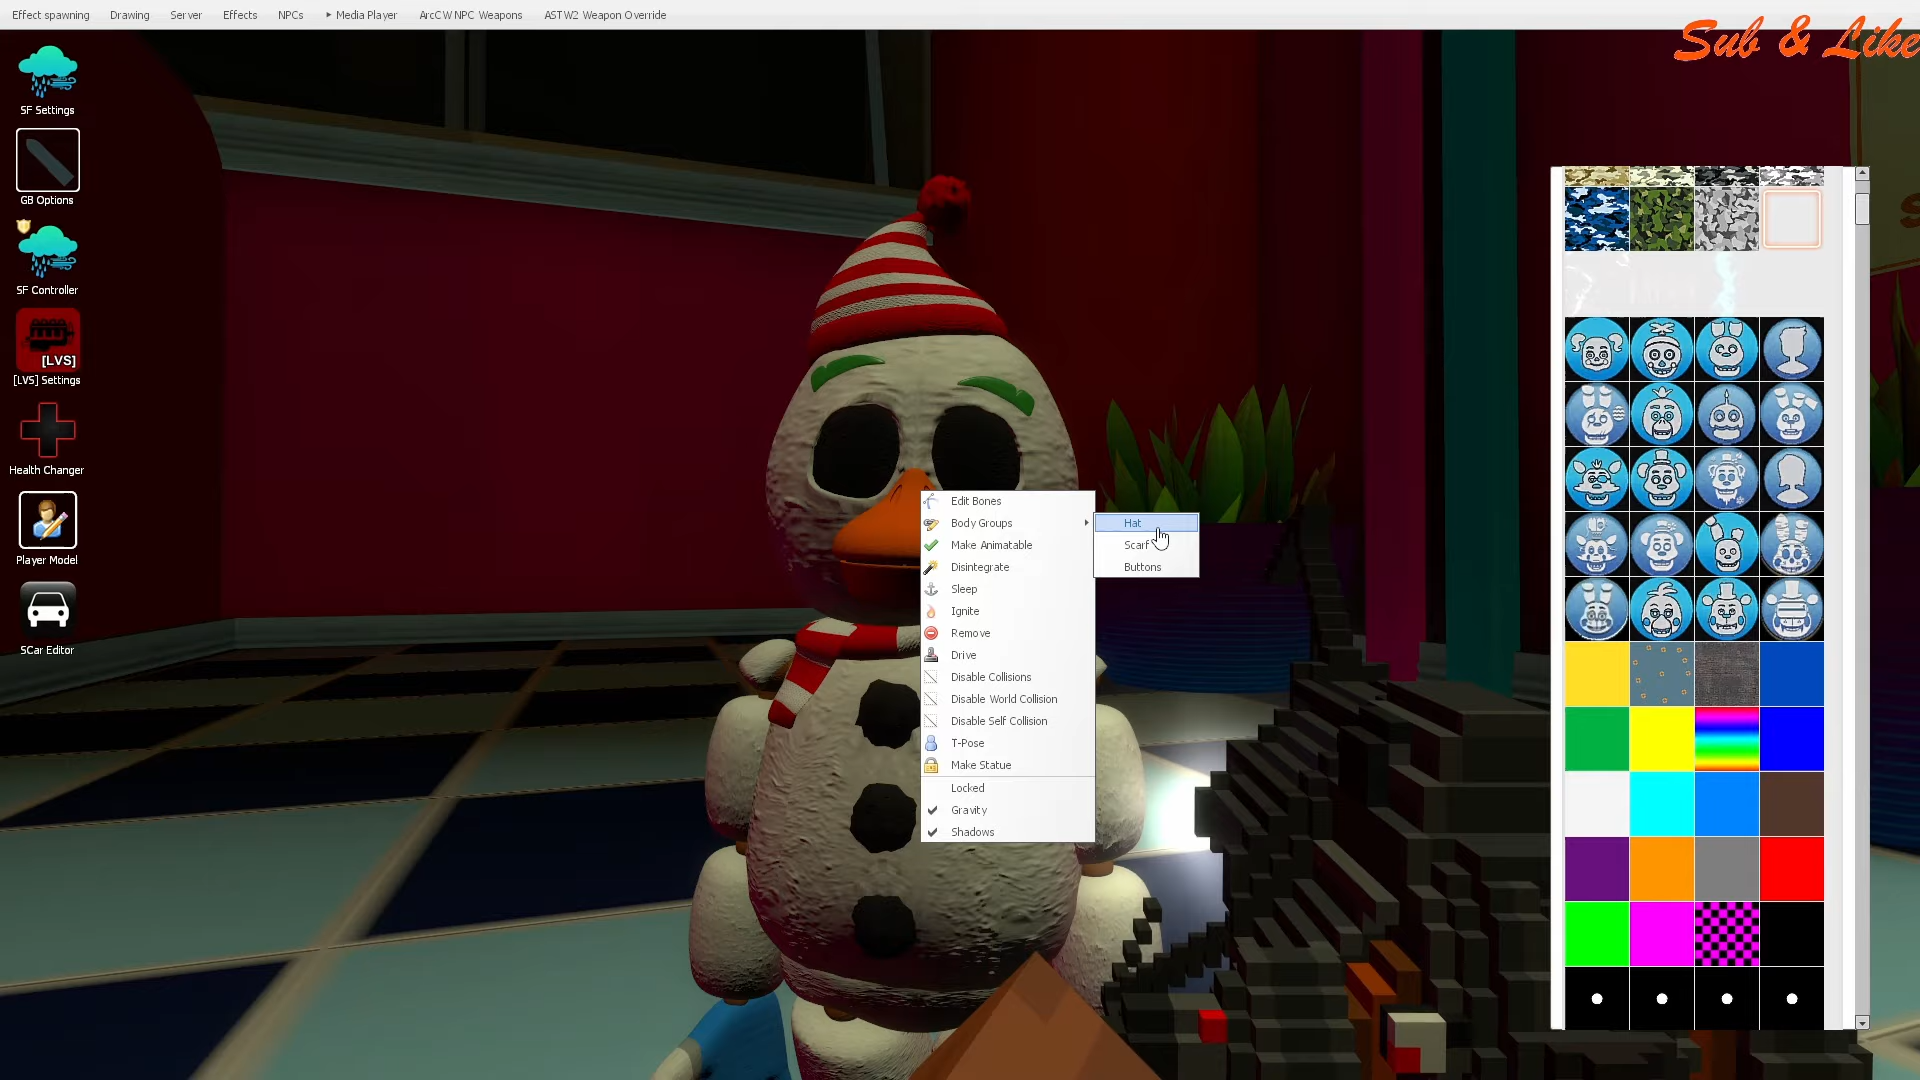 Effect spawning Drawing Server Effects NPCs Media Player ArcCW NPC Weapons ASTW2 Weapon Override
Sub & Like
SF Settings
GB Options
SF Controller
[LVS]
[LVS] Settings
Health Changer
Player Model
SCar Editor
Edit Bones
Body Groups
Make Animatable
Disintegrate
Sleep
Ignite
Remove
Drive
Disable Collisions
Disable World Collision
Disable Self Collision
T-Pose
Make Statue
Locked
Gravity
Shadows
Hat
Scarf
Buttons